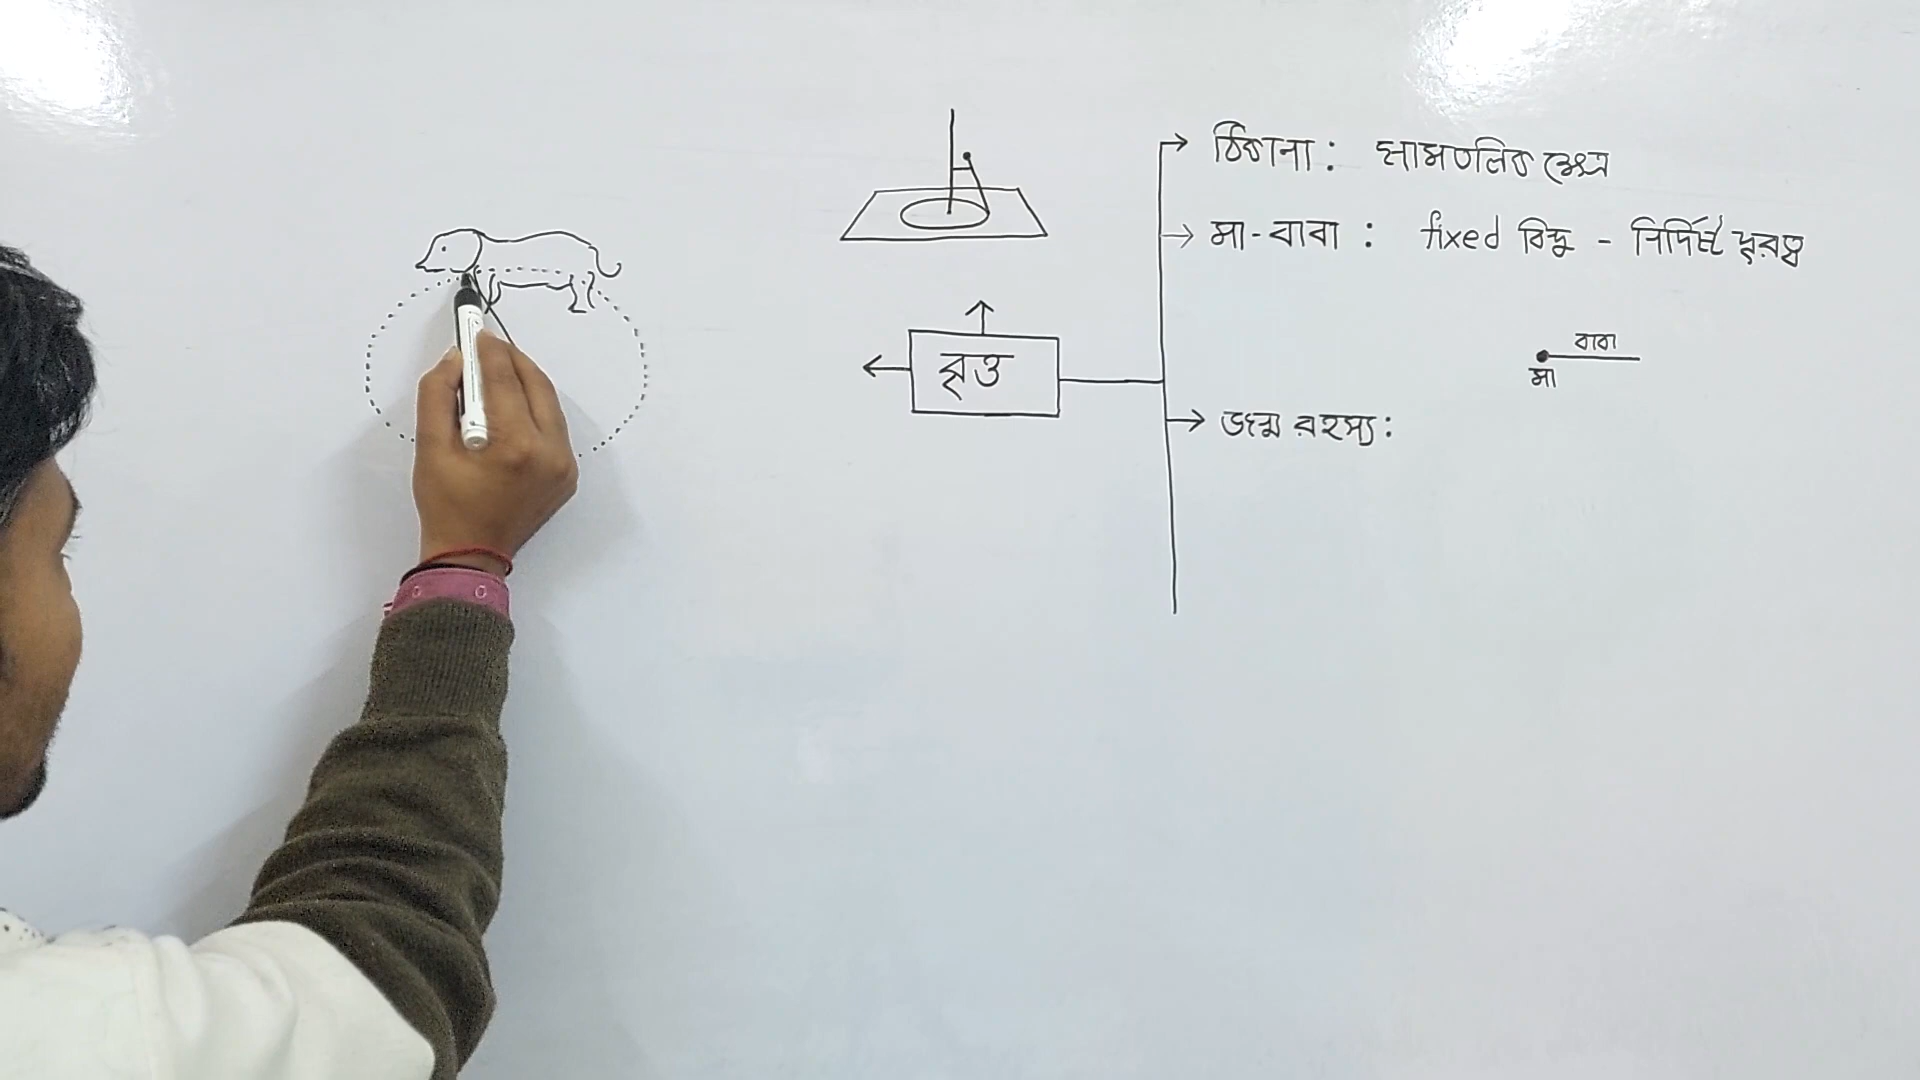 ঠিকানা : সামতলিক ক্ষেত্র
মা-বাবা : fixed বিন্দু - নির্দিষ্ট দূরত্ব
বৃত্ত
বাবা
মা
জন্ম রহস্য :